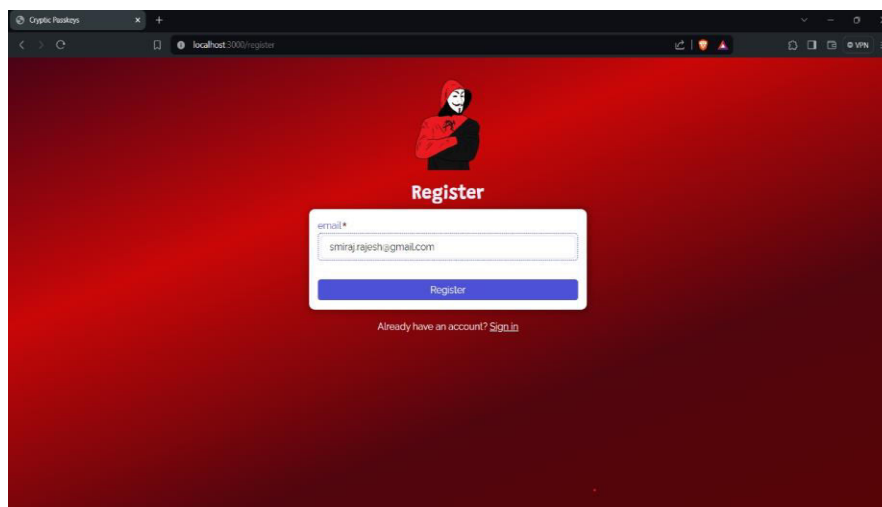 Cryptic Passkeys
localhost:3000/register
VPN
Register
email*
smiraj.rajesh@gmail.com
Register
Already have an account? Sign in